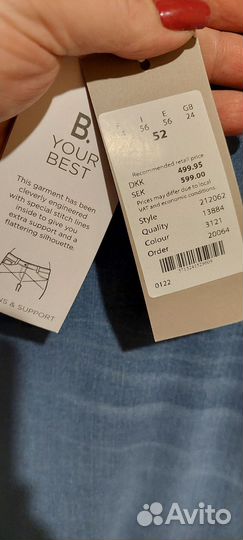 B.
YOUR
BEST
This garment has been
cleverly engineered
with special stitch lines
inside to give you
extra support and a
flattering silhouette.
& SUPPORT
I E GB
56 56 24
52
Recommended retail price
DKK 499.95
SEK 599.00
Prices may differ due to local
VAT and economic conditions.
Style 212062
Quality 13884
Colour 3121
Order 20064
0122
Avito